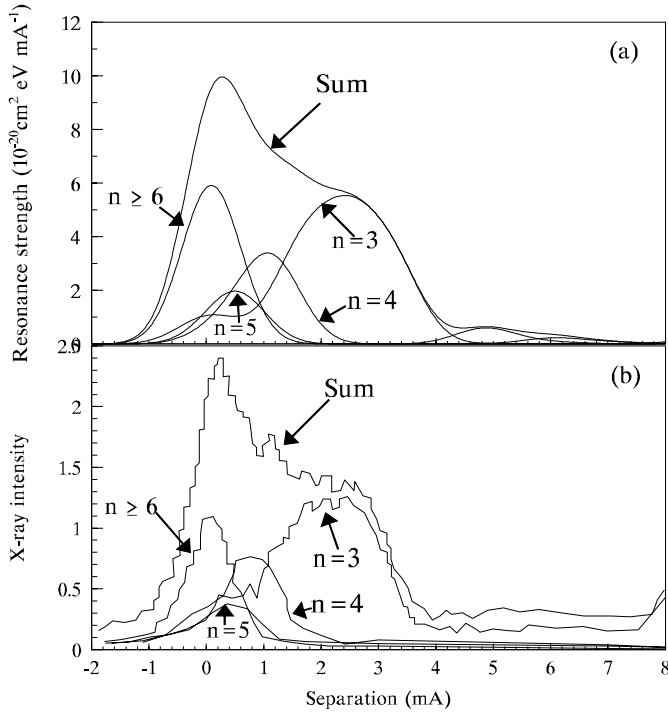 (a)
Resonance strength (10⁻²⁰cm² eV mA⁻¹)
12
10
8
6
4
2
0
Sum
n ≥ 6
n=3
n=4
n=5
(b)
X-ray intensity
2.5
2
1.5
1
0.5
0
Sum
n ≥ 6
n=3
n=4
n=5
-2 -1 0 1 2 3 4 5 6 7 8
Separation (mA)